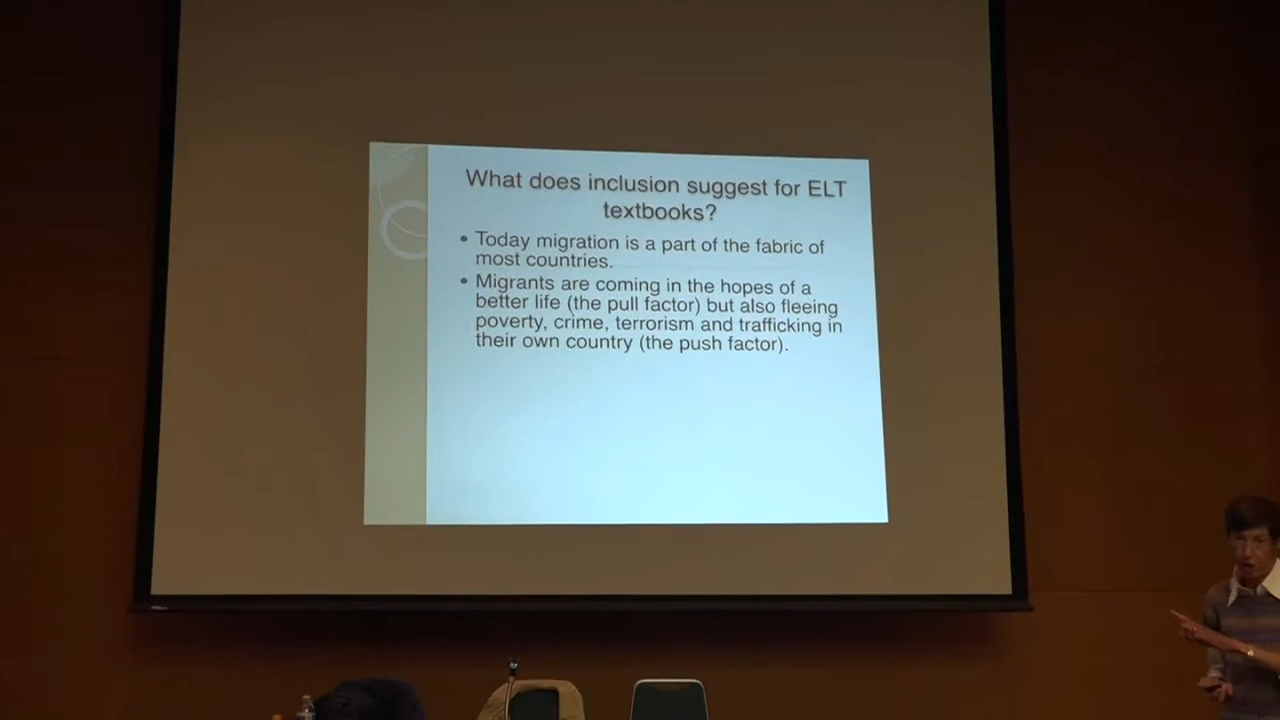 What does inclusion suggest for ELT
textbooks?
• Today migration is a part of the fabric of
most countries.
• Migrants are coming in the hopes of a
better life (the pull factor) but also fleeing
poverty, crime, terrorism and trafficking in
their own country (the push factor).